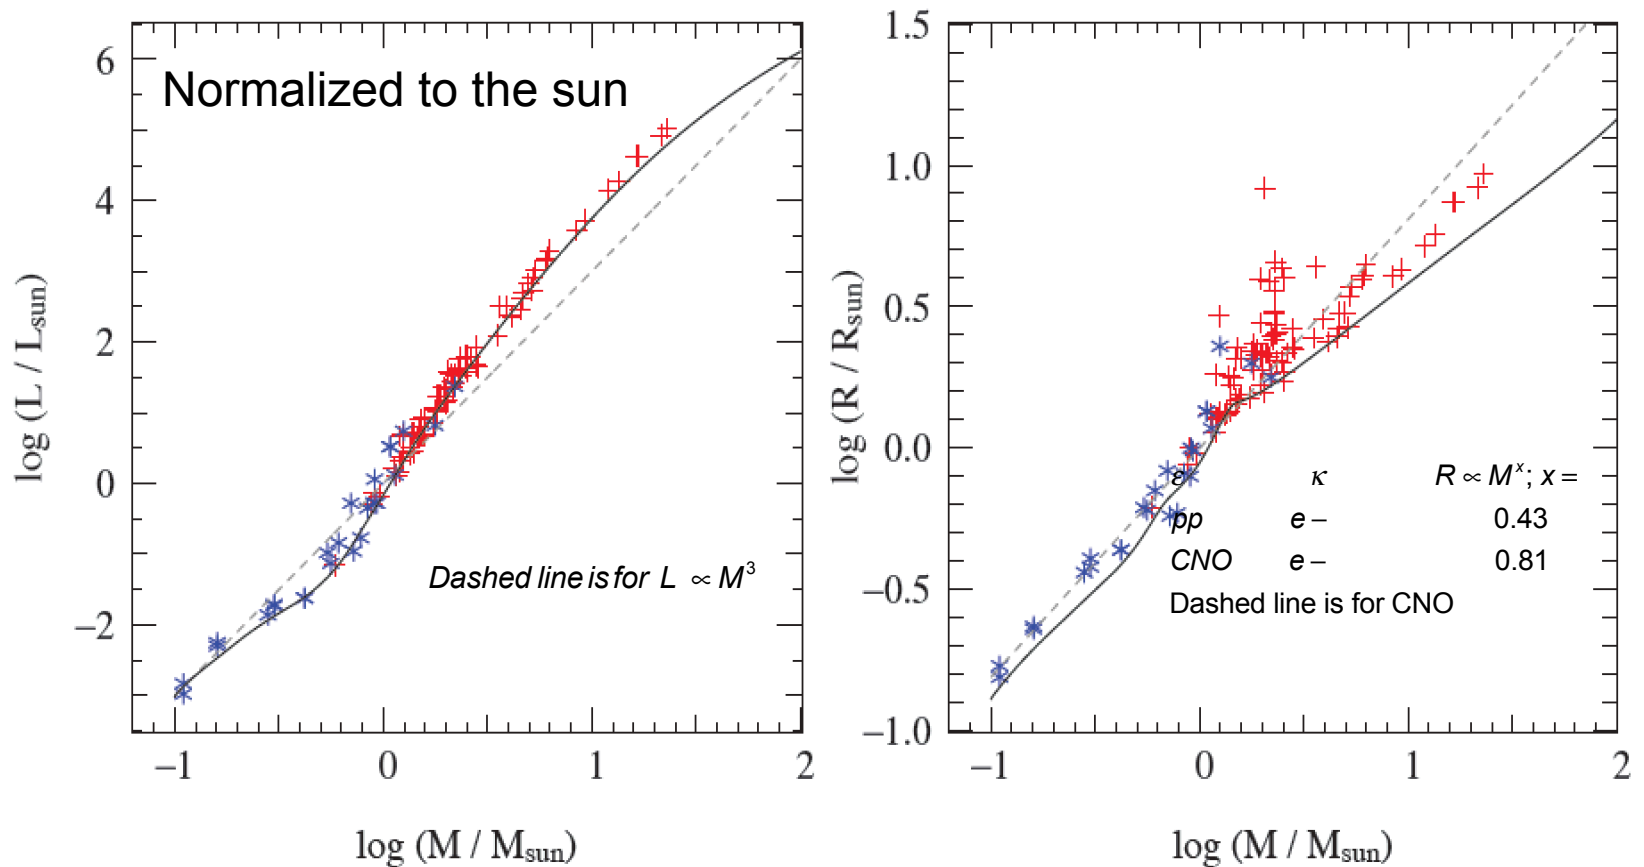 Normalized to the sun
6
4
2
0
−2
log (L / Lsun)
Dashed line is for L ∝ M³
−1
0
1
2
log (M / Msun)
1.5
1.0
0.5
0.0
−0.5
−1.0
log (R / Rsun)
ε κ R ∝ Mˣ; x =
pp e− 0.43
CNO e− 0.81
Dashed line is for CNO
−1
0
1
2
log (M / Msun)